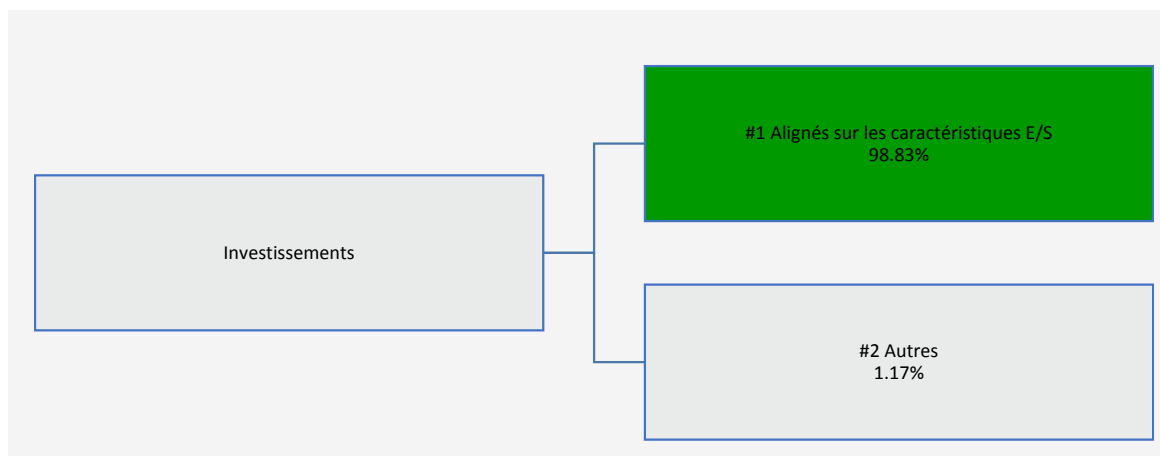 #1 Alignés sur les caractéristiques E/S
98.83%
Investissements
#2 Autres
1.17%